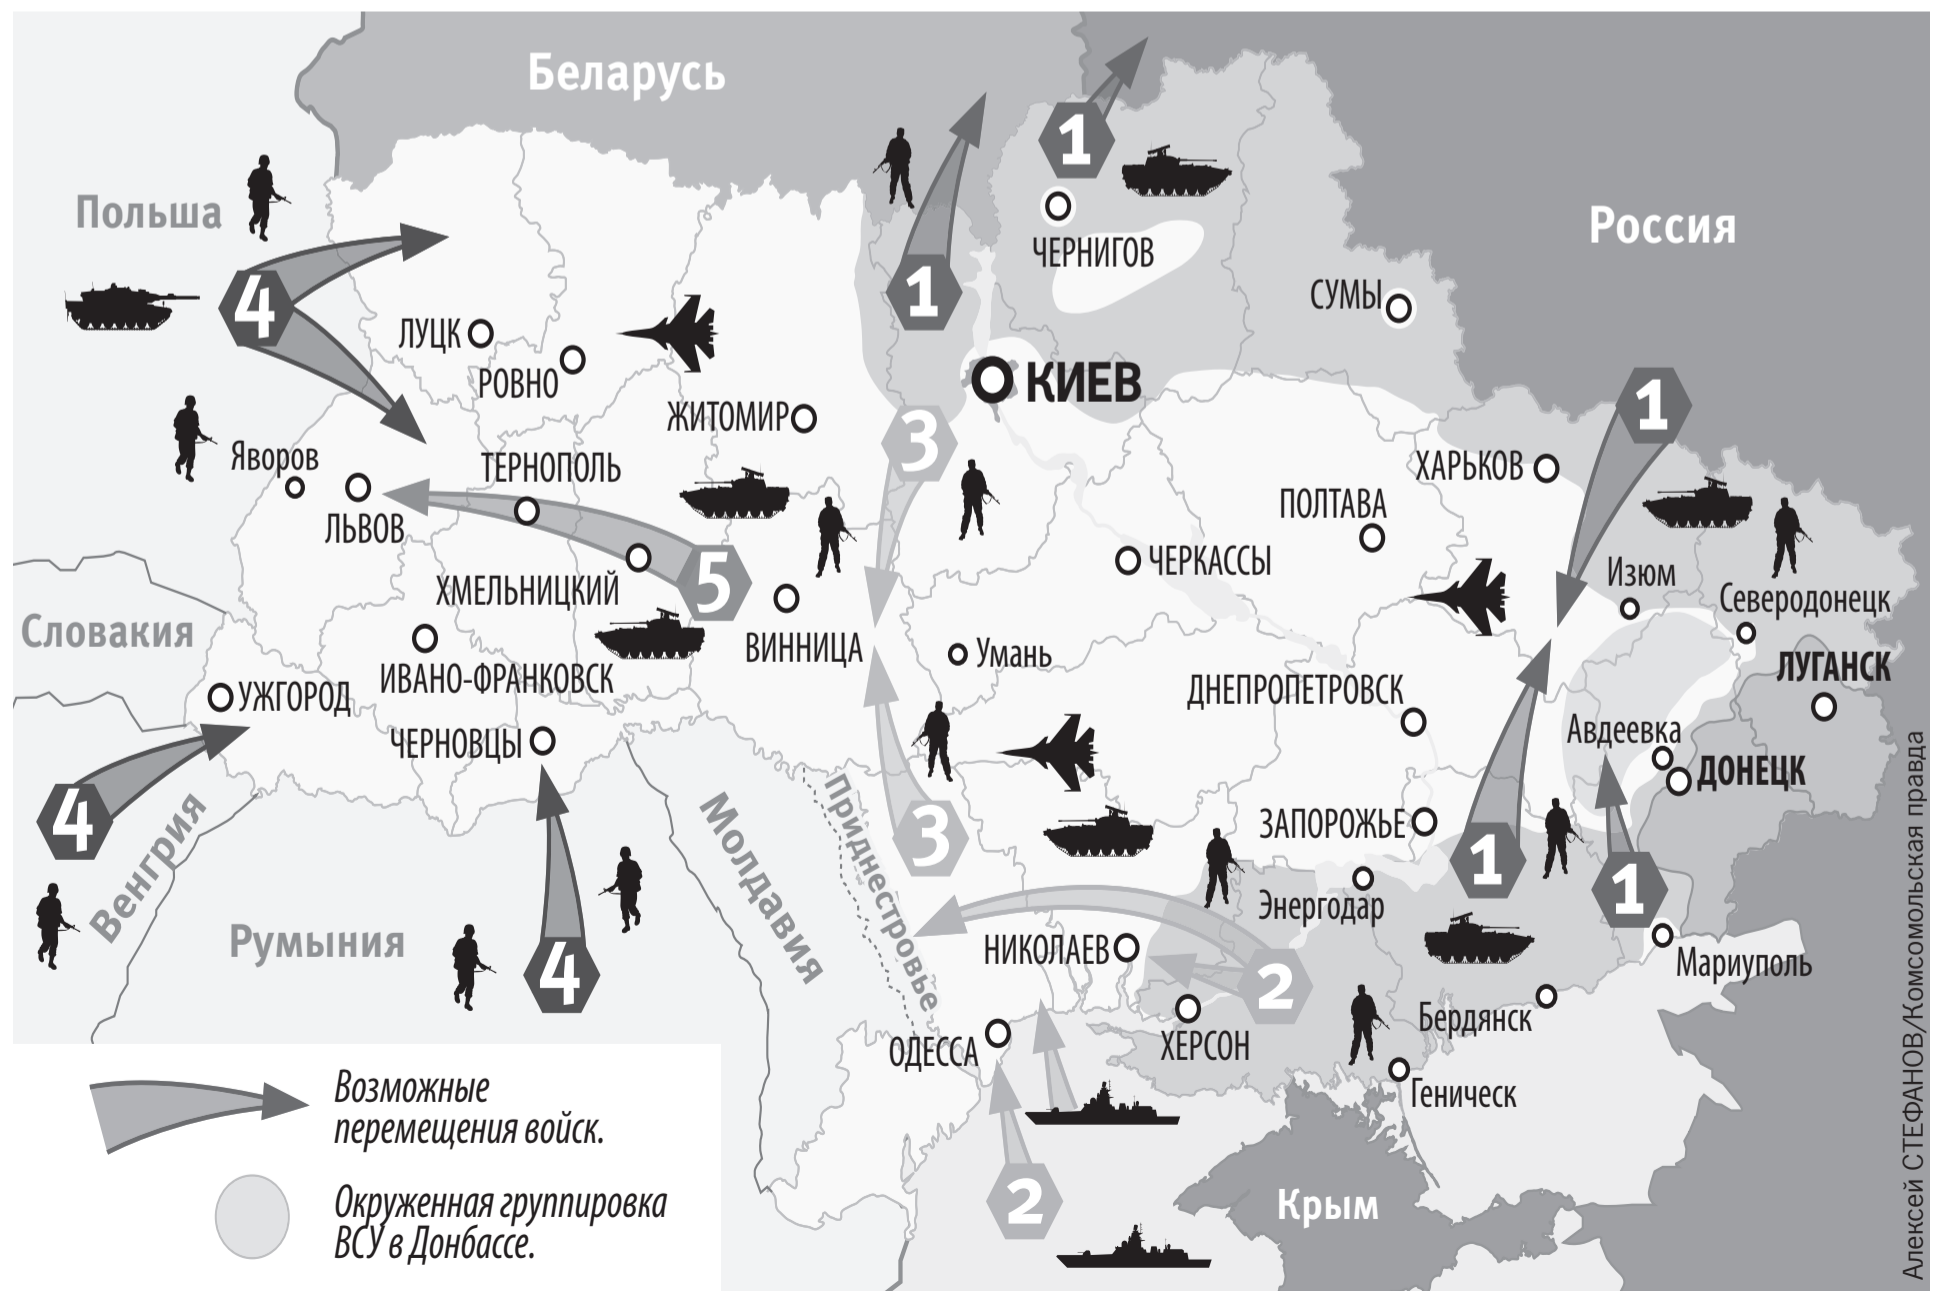 Беларусь
1
Польша
Россия
1
ЧЕРНИГОВ
4
СУМЫ
ЛУЦК
РОВНО
КИЕВ
1
ЖИТОМИР
3
Яворов
ТЕРНОПОЛЬ
ХАРЬКОВ
ЛЬВОВ
ПОЛТАВА
ХМЕЛЬНИЦКИЙ
5
ЧЕРКАССЫ
Изюм
Северодонецк
Словакия
ВИННИЦА
Умань
ЛУГАНСК
УЖГОРОД
ИВАНО-ФРАНКОВСК
ДНЕПРОПЕТРОВСК
ЧЕРНОВЦЫ
Авдеевка
ДОНЕЦК
4
Венгрия
Молдавия
Приднестровье
3
ЗАПОРОЖЬЕ
1
1
Энергодар
Румыния
4
НИКОЛАЕВ
2
Мариуполь
Бердянск
ОДЕССА
ХЕРСОН
Геническ
2
Крым
Возможные
перемещения войск.
Окруженная группировка
ВСУ в Донбассе.
Алексей СТЕФАНОВ/Комсомольская правда